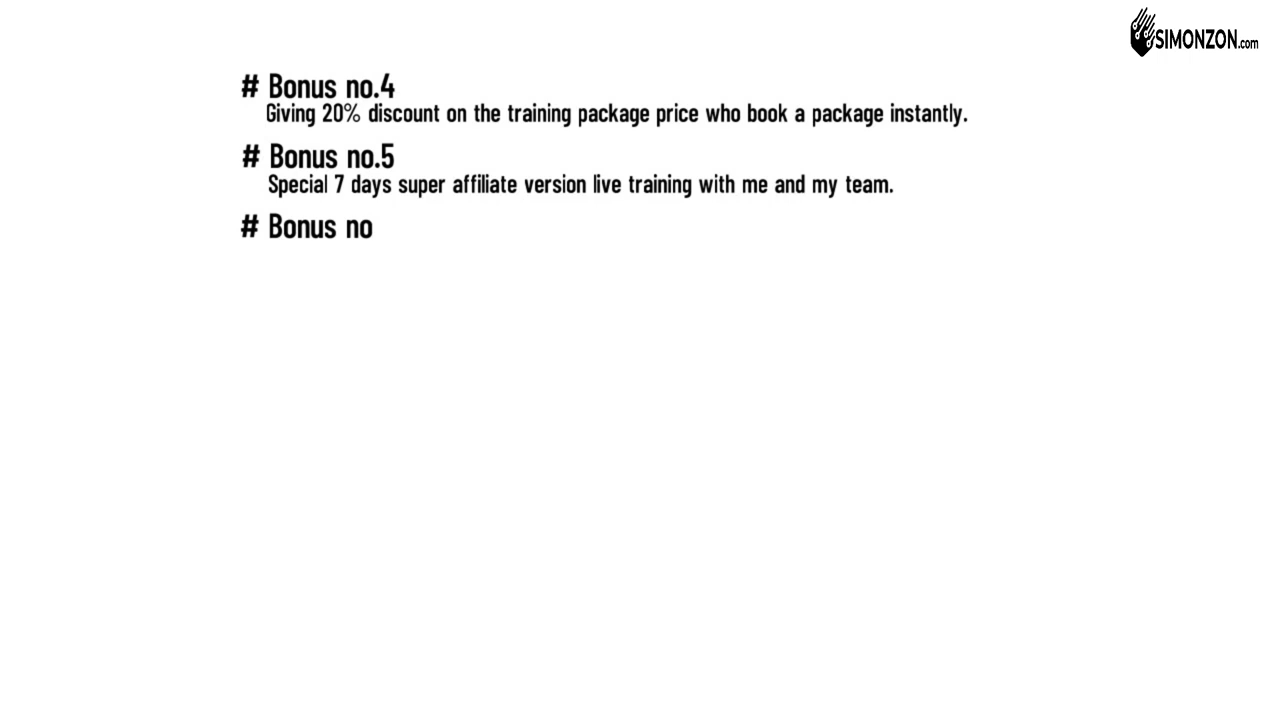 SIMONZON.com
# Bonus no.4
Giving 20% discount on the training package price who book a package instantly.
# Bonus no.5
Special 7 days super affiliate version live training with me and my team.
# Bonus no